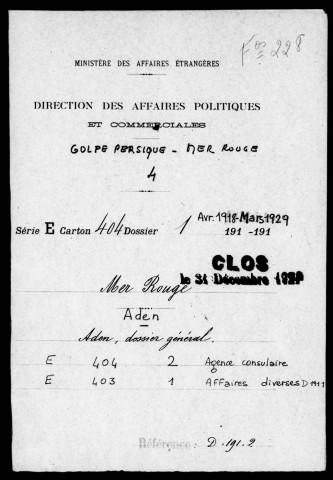 Fos 228
MINISTÈRE DES AFFAIRES ÉTRANGÈRES
DIRECTION DES AFFAIRES POLITIQUES
ET COMMERCIALES
GOLFE PERSIQUE - MER ROUGE
4
Avr. 1918-Mars 1929
Série E Carton 404 Dossier 1 191 -191
CLOS
le 31 Décembre 1929
Mer Rouge
Aden
Aden, dossier général.
E 404 2 Agence consulaire
E 403 1 Affaires diverses
Référence: D.191.2